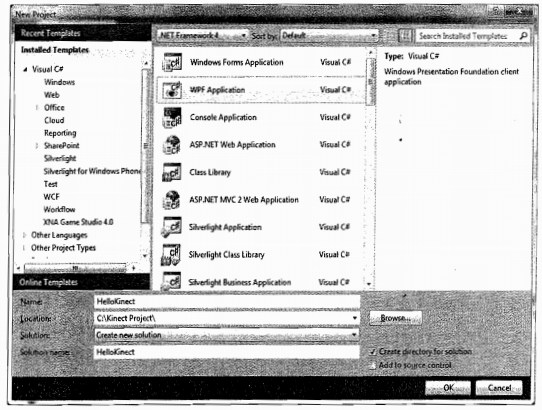 New Project
Recent Templates
.NET Framework 4 Sort by: Default Search Installed Templates
Installed Templates
Visual C#
Windows
Web
Office
Cloud
Reporting
SharePoint
Silverlight
Silverlight for Windows Phone
Test
WCF
Workflow
XNA Game Studio 4.0
Other Languages
Other Project Types
Online Templates
Windows Forms Application Visual C#
WPF Application Visual C#
Console Application Visual C#
ASP.NET Web Application Visual C#
Class Library Visual C#
ASP.NET MVC 2 Web Application Visual C#
Silverlight Application Visual C#
Silverlight Class Library Visual C#
Silverlight Business Application Visual C#
Type: Visual C#
Windows Presentation Foundation client
application
Name: HelloKinect
Location: C:\Kinect Project\ Browse...
Solution: Create new solution
Solution name: HelloKinect
Create directory for solution
Add to source control
OK Cancel